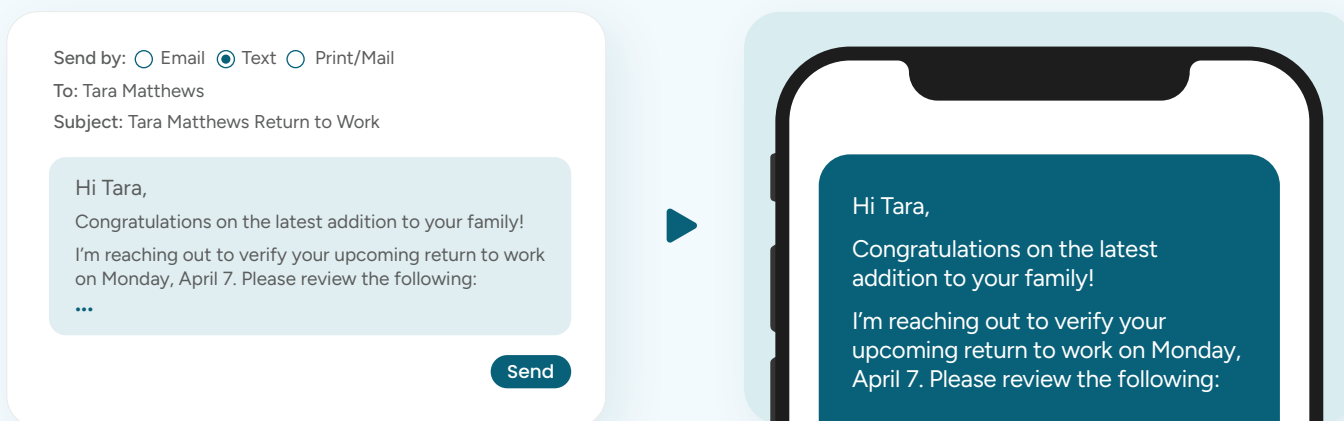 Send by: Email Text Print/Mail
To: Tara Matthews
Subject: Tara Matthews Return to Work
Hi Tara,
Congratulations on the latest addition to your family!
I’m reaching out to verify your upcoming return to work
on Monday, April 7. Please review the following:
•••
Send
Hi Tara,
Congratulations on the latest
addition to your family!
I’m reaching out to verify your
upcoming return to work on Monday,
April 7. Please review the following: